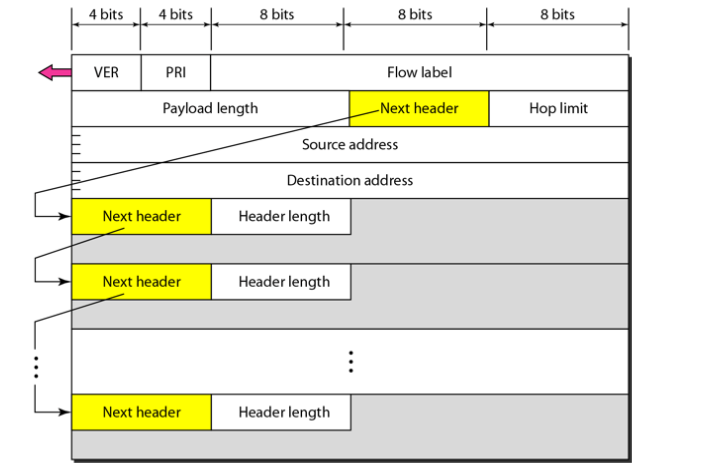 4 bits 4 bits 8 bits 8 bits 8 bits
VER PRI Flow label
Payload length Next header Hop limit
Source address
Destination address
Next header Header length
Next header Header length
Next header Header length